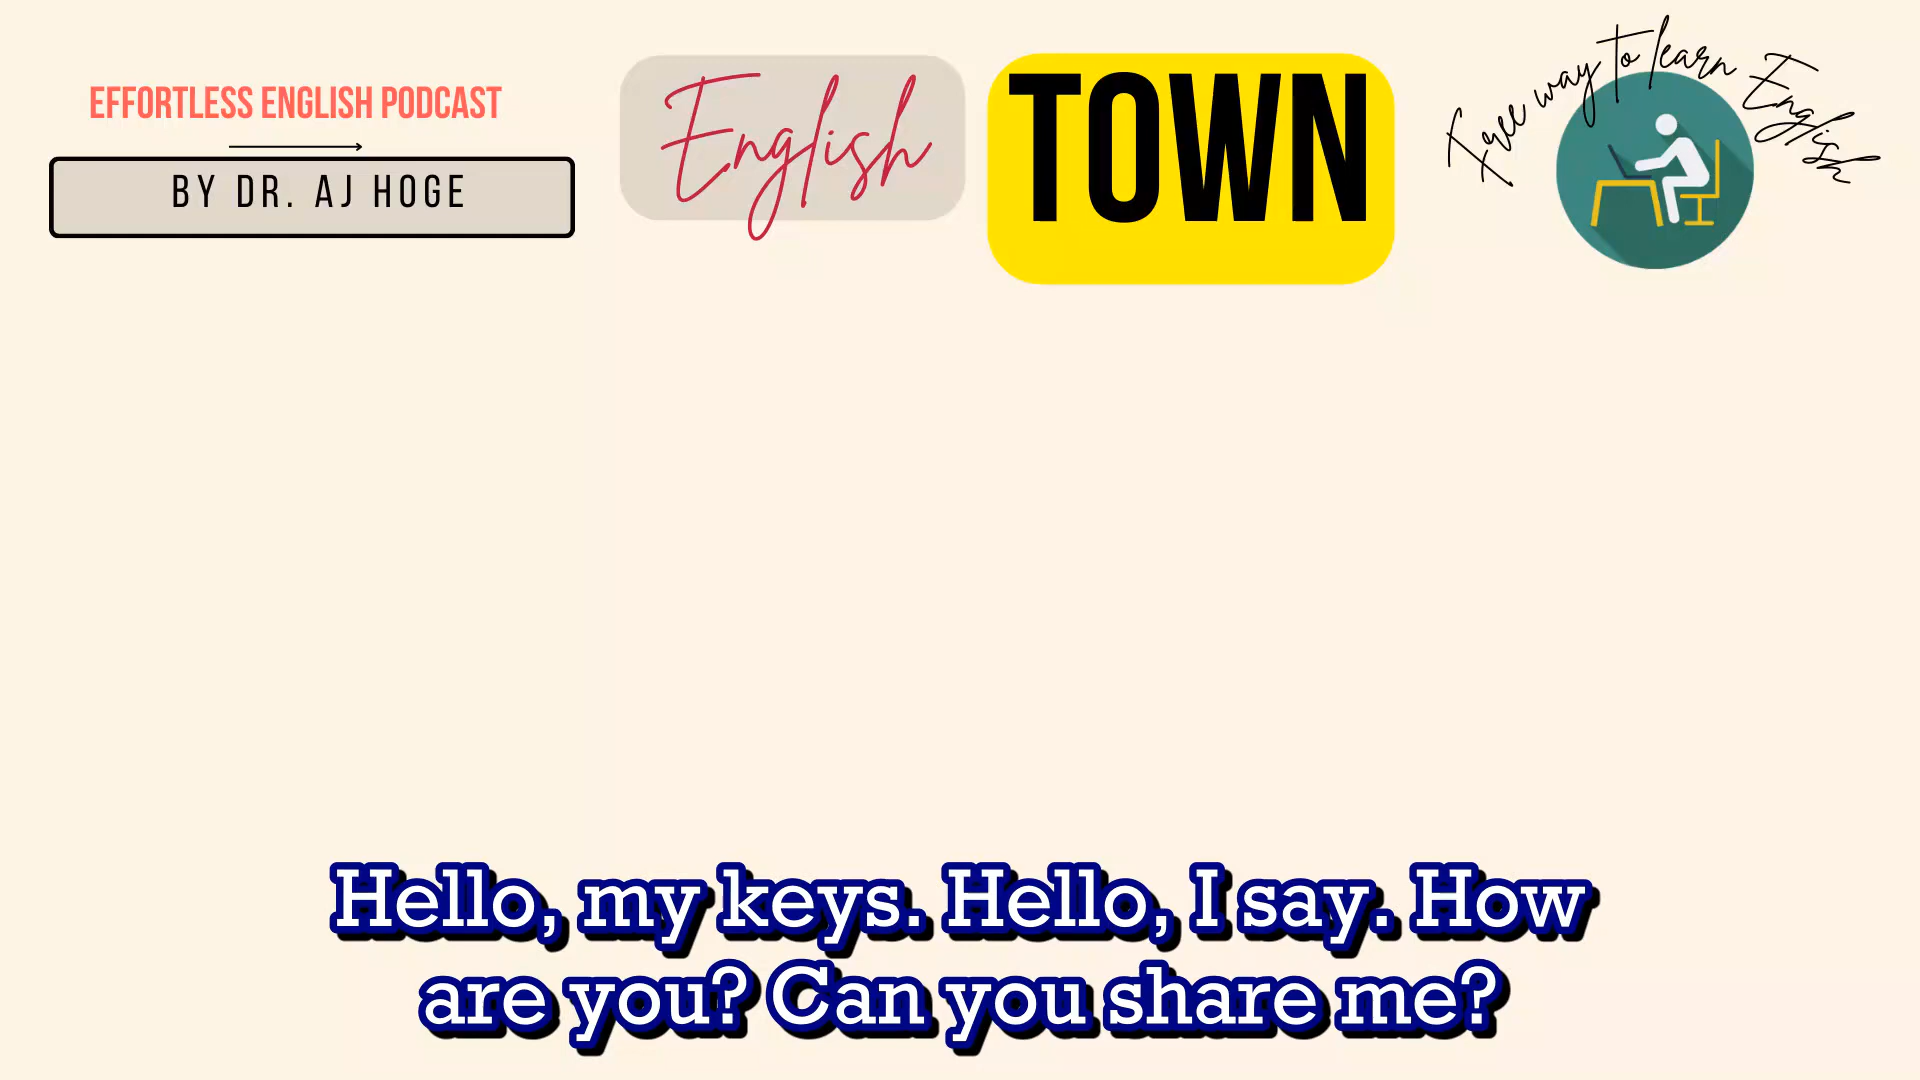 EFFORTLESS ENGLISH PODCAST
BY DR. AJ HOGE
English
TOWN
Free way to learn English
Hello, my keys. Hello, I say. How
are you? Can you share me?